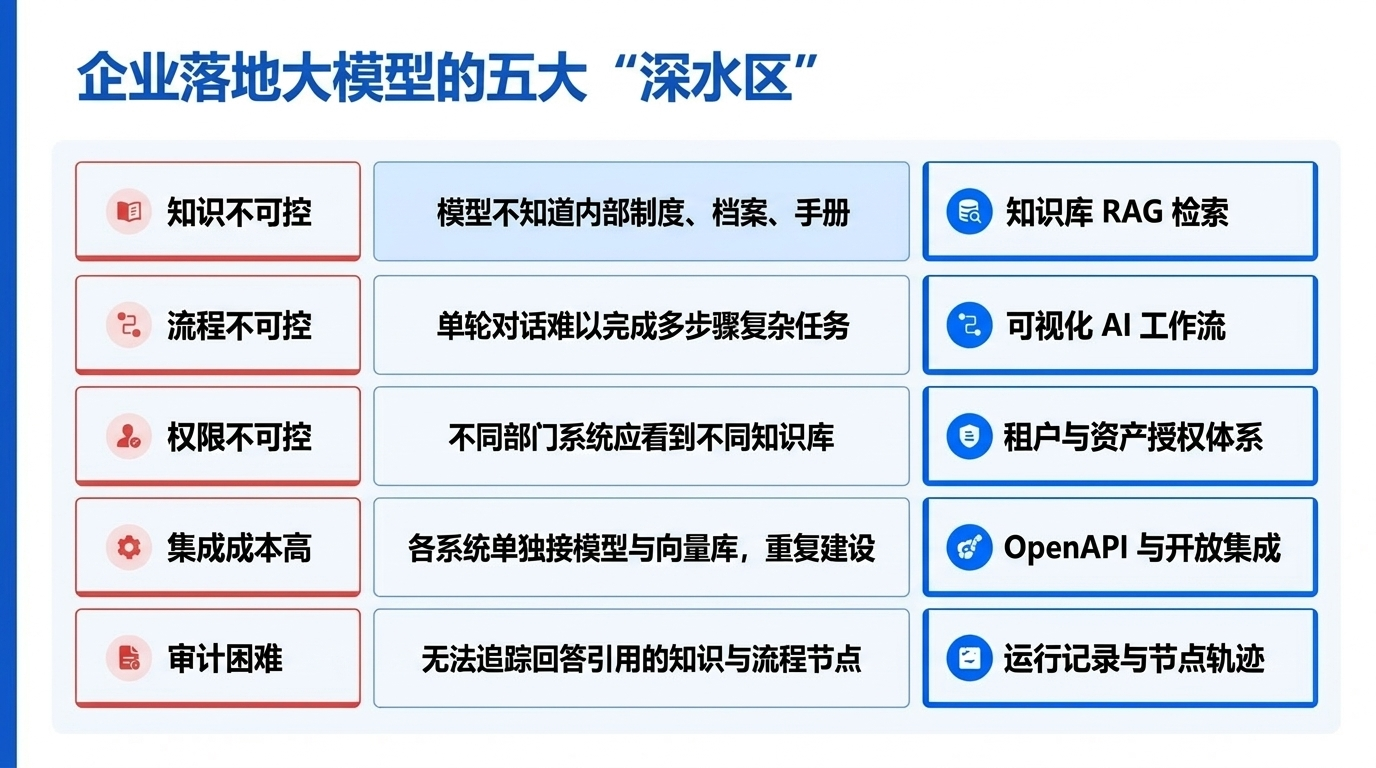 企业落地大模型的五大“深水区”
知识不可控
模型不知道内部制度、档案、手册
知识库 RAG 检索
流程不可控
单轮对话难以完成多步骤复杂任务
可视化 AI 工作流
权限不可控
不同部门系统应看到不同知识库
租户与资产授权体系
集成成本高
各系统单独接模型与向量库，重复建设
OpenAPI 与开放集成
审计困难
无法追踪回答引用的知识与流程节点
运行记录与节点轨迹